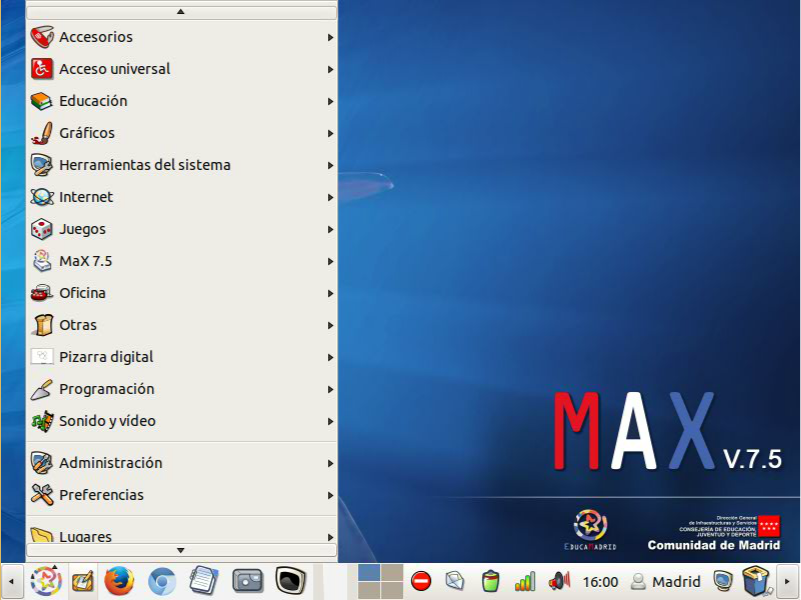 Accesorios
Acceso universal
Educación
Gráficos
Herramientas del sistema
Internet
Juegos
MaX 7.5
Oficina
Otras
Pizarra digital
Programación
Sonido y vídeo
Administración
Preferencias
Lugares
MAX V.7.5
EDUCAMADRID
Dirección General
de Infraestructuras y Servicios
CONSEJERÍA DE EDUCACIÓN,
JUVENTUD Y DEPORTE
Comunidad de Madrid
16:00 Madrid